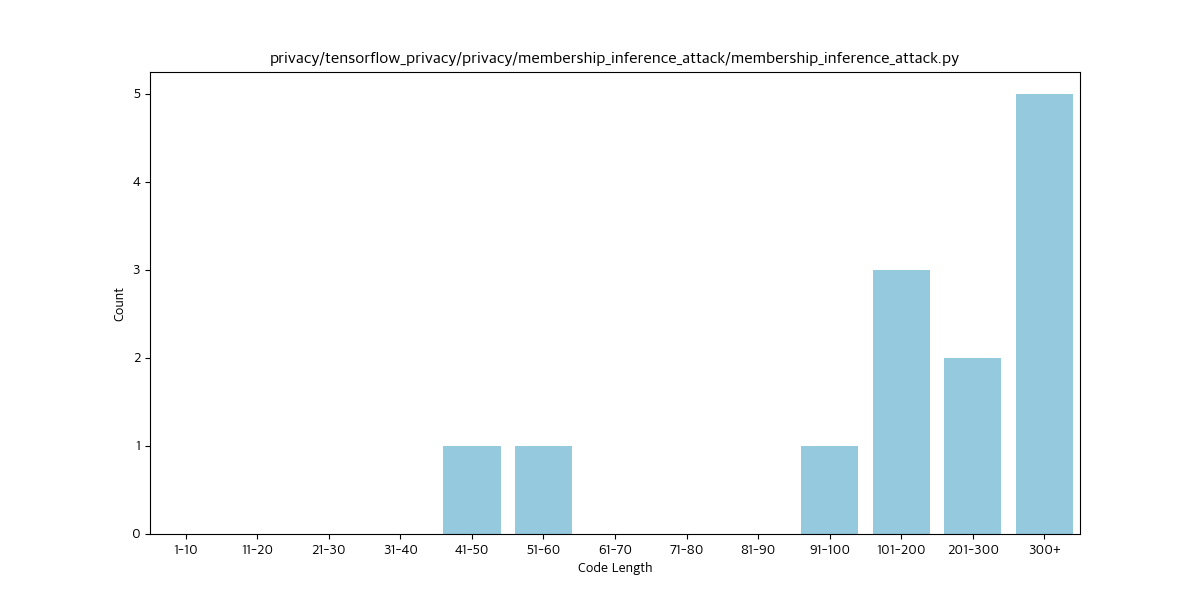 privacy/tensorflow_privacy/privacy/membership_inference_attack/membership_inference_attack.py
5
4
3
2
1
0
Count
1-10 11-20 21-30 31-40 41-50 51-60 61-70 71-80 81-90 91-100 101-200 201-300 300+
Code Length